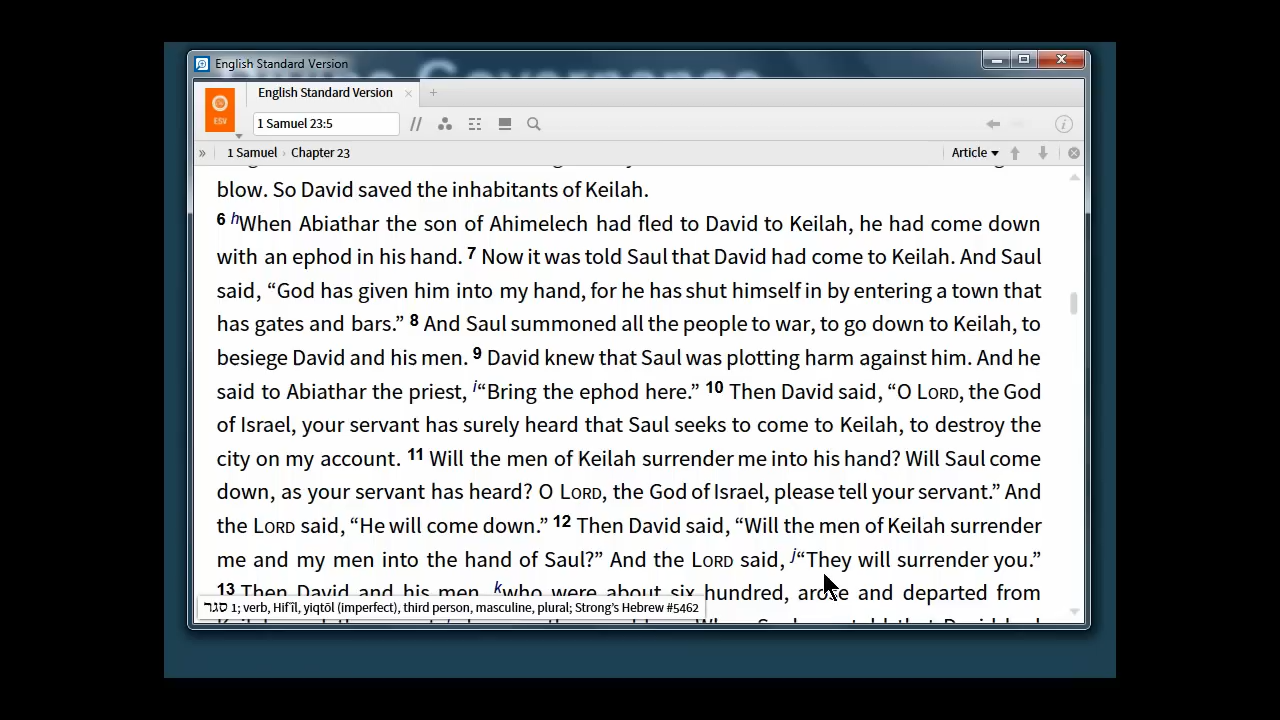 Governance
English Standard Version
English Standard Version
ESV
1 Samuel 23:5
1 Samuel › Chapter 23
Article
blow. So David saved the inhabitants of Keilah.
6 hWhen Abiathar the son of Ahimelech had fled to David to Keilah, he had come down
with an ephod in his hand. 7 Now it was told Saul that David had come to Keilah. And Saul
said, “God has given him into my hand, for he has shut himself in by entering a town that
has gates and bars.” 8 And Saul summoned all the people to war, to go down to Keilah, to
besiege David and his men. 9 David knew that Saul was plotting harm against him. And he
said to Abiathar the priest, i“Bring the ephod here.” 10 Then David said, “O LORD, the God
of Israel, your servant has surely heard that Saul seeks to come to Keilah, to destroy the
city on my account. 11 Will the men of Keilah surrender me into his hand? Will Saul come
down, as your servant has heard? O LORD, the God of Israel, please tell your servant.” And
the LORD said, “He will come down.” 12 Then David said, “Will the men of Keilah surrender
me and my men into the hand of Saul?” And the LORD said, j“They will surrender you.”
13 Then David and his men, kwho were about six hundred, arose and departed from
סגר 1; verb, Hifʿîl, yiqtōl (imperfect), third person, masculine, plural; Strong’s Hebrew #5462